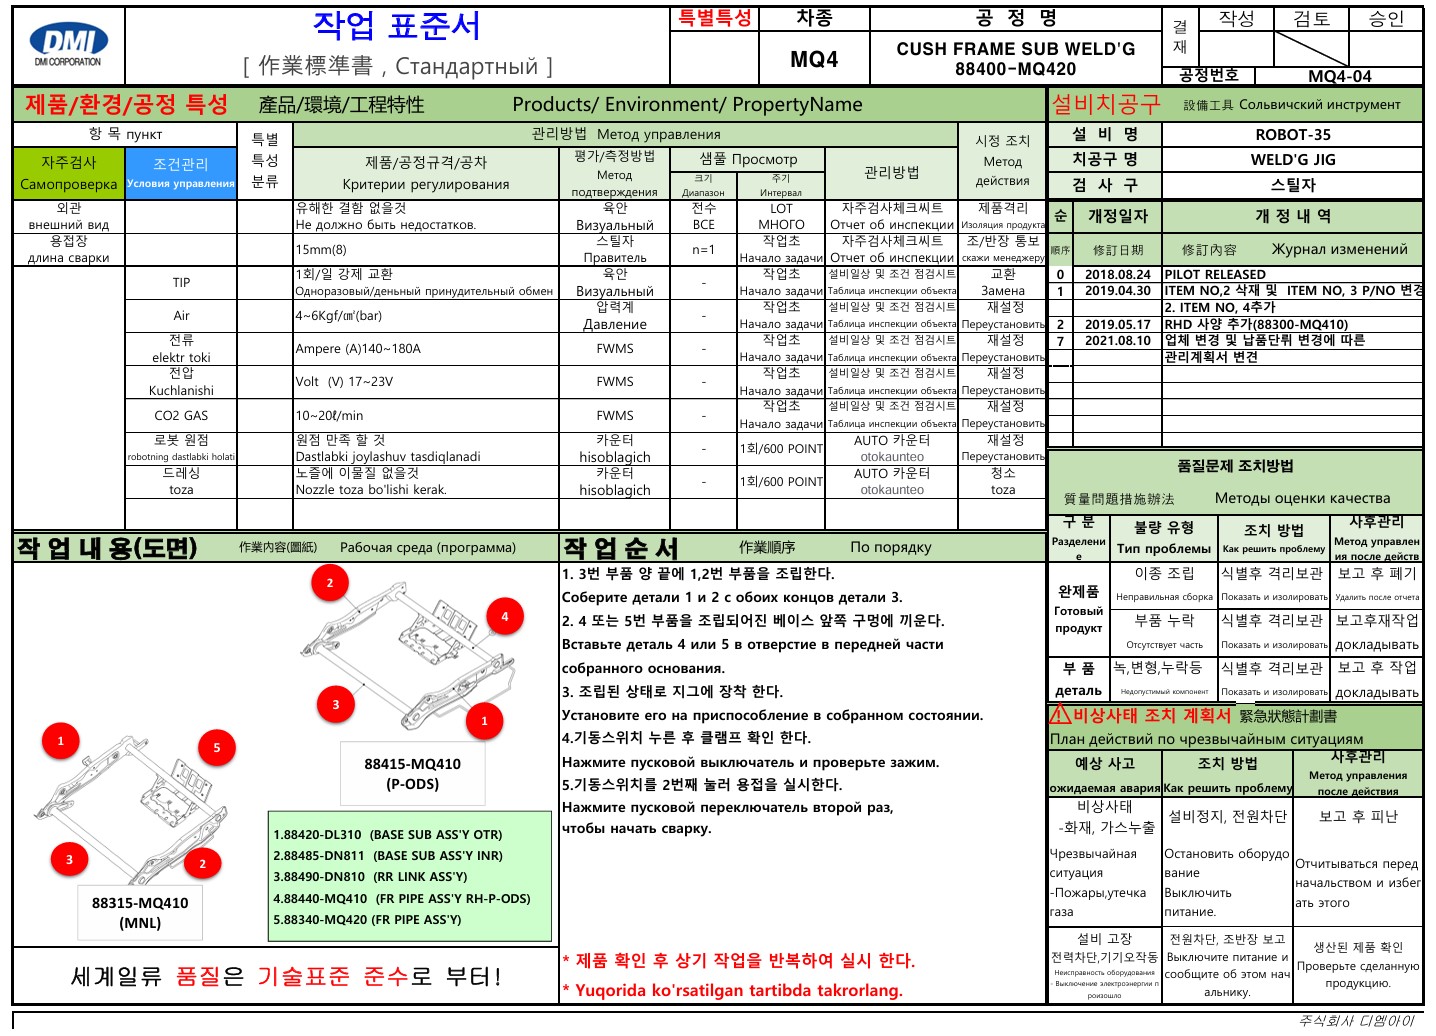 DMI
DMI CORPORATION
작업 표준서
[ 作業標準書 , Стандартный ]
특별특성
차종
공 정 명
MQ4
CUSH FRAME SUB WELD'G
88400-MQ420
결재
작성
검토
승인
공정번호
MQ4-04
제품/환경/공정 특성 產品/環境/工程特性 Products/ Environment/ PropertyName
설비치공구 設備工具 Сольвичский инструмент
항 목 пункт
특별
특성
분류
관리방법 Метод управления
시정 조치
Метод
действия
자주검사
Самопроверка
조건관리
Условия управления
제품/공정규격/공차
Критерии регулирования
평가/측정방법
Метод
подтверждения
샘플 Просмотр
크기
Диапазон
주기
Интервал
관리방법
설 비 명
ROBOT-35
치공구 명
WELD'G JIG
검 사 구
스틸자
외관
внешний вид
유해한 결함 없을것
Не должно быть недостатков.
육안
Визуальный
전수
ВСЕ
LOT
МНОГО
자주검사체크씨트
Отчет об инспекции
제품격리
Изоляция продукта
용접장
длина сварки
15mm(8)
스틸자
Правитель
n=1
작업초
Начало задачи
자주검사체크씨트
Отчет об инспекции
조/반장 통보
скажи менеджеру
TIP
1회/일 강제 교환
Одноразовый/деньный принудительный обмен
육안
Визуальный
-
작업초
Начало задачи
설비일상 및 조건 점검시트
Таблица инспекции объекта
교환
Замена
Air
4~6Kgf/㎠(bar)
압력계
Давление
-
작업초
Начало задачи
설비일상 및 조건 점검시트
Таблица инспекции объекта
재설정
Переустановить
전류
elektr toki
Ampere (A)140~180A
FWMS
-
작업초
Начало задачи
설비일상 및 조건 점검시트
Таблица инспекции объекта
재설정
Переустановить
전압
Kuchlanishi
Volt (V) 17~23V
FWMS
-
작업초
Начало задачи
설비일상 및 조건 점검시트
Таблица инспекции объекта
재설정
Переустановить
CO2 GAS
10~20ℓ/min
FWMS
-
작업초
Начало задачи
설비일상 및 조건 점검시트
Таблица инспекции объекта
재설정
Переустановить
로봇 원점
robotning dastlabki holati
원점 만족 할 것
Dastlabki joylashuv tasdiqlanadi
카운터
hisoblagich
-
1회/600 POINT
AUTO 카운터
otokaunteo
재설정
Переустановить
드레싱
toza
노즐에 이물질 없을것
Nozzle toza bo'lishi kerak.
카운터
hisoblagich
-
1회/600 POINT
AUTO 카운터
otokaunteo
청소
toza
순
개정일자
개 정 내 역
順序
修訂日期
修訂內容 Журнал изменений
0 2018.08.24 PILOT RELEASED
1 2019.04.30 ITEM NO,2 삭재 및 ITEM NO, 3 P/NO 변경
2. ITEM NO, 4추가
2 2019.05.17 RHD 사양 추가(88300-MQ410)
7 2021.08.10 업체 변경 및 납품단뤼 변경에 따른
관리계획서 변견
품질문제 조치방법
質量問題措施辦法 Методы оценки качества
구 분
Разделение
불량 유형
Тип проблемы
조치 방법
Как решить проблему
사후관리
Метод управления после действ
완제품
Готовый
продукт
이종 조립
Неправильная сборка
식별후 격리보관
Показать и изолировать
보고 후 폐기
Удалить после отчета
부품 누락
Отсутствует часть
식별후 격리보관
Показать и изолировать
보고후재작업
докладывать
부 품
деталь
녹,변형,누락등
Недопустимый компонент
식별후 격리보관
Показать и изолировать
보고 후 작업
докладывать
비상사태 조치 계획서 緊急狀態計劃書
План действий по чрезвычайным ситуациям
예상 사고
ожидаемая авария
조치 방법
Как решить проблему
사후관리
Метод управления
после действия
비상사태
-화재, 가스누출
Чрезвычайная
ситуация
-Пожары,утечка
газа
설비정지, 전원차단
Остановить оборудо
вание
Выключить
питание.
보고 후 피난
Отчитываться перед
начальством и избег
ать этого
설비 고장
전력차단,기기오작동
Неисправность оборудования
- Выключение электроэнергии п
роизошло
전원차단, 조반장 보고
Выключите питание и
сообщите об этом нач
альнику.
생산된 제품 확인
Проверьте сделанную
продукцию.
작 업 내 용(도면) 作業内容(圖紙) Рабочая среда (программа)
작 업 순 서 作業順序 По порядку
2
4
3
1
88415-MQ410
(P-ODS)
1
5
3
2
88315-MQ410
(MNL)
1.88420-DL310 (BASE SUB ASS'Y OTR)
2.88485-DN811 (BASE SUB ASS'Y INR)
3.88490-DN810 (RR LINK ASS'Y)
4.88440-MQ410 (FR PIPE ASS'Y RH-P-ODS)
5.88340-MQ420 (FR PIPE ASS'Y)
1. 3번 부품 양 끝에 1,2번 부품을 조립한다.
Соберите детали 1 и 2 с обоих концов детали 3.
2. 4 또는 5번 부품을 조립되어진 베이스 앞쪽 구멍에 끼운다.
Вставьте деталь 4 или 5 в отверстие в передней части
собранного основания.
3. 조립된 상태로 지그에 장착 한다.
Установите его на приспособление в собранном состоянии.
4.기동스위치 누른 후 클램프 확인 한다.
Нажмите пусковой выключатель и проверьте зажим.
5.기동스위치를 2번째 눌러 용접을 실시한다.
Нажмите пусковой переключатель второй раз,
чтобы начать сварку.
* 제품 확인 후 상기 작업을 반복하여 실시 한다.
* Yuqorida ko'rsatilgan tartibda takrorlang.
세계일류 품질은 기술표준 준수로 부터!
주식회사 디엠아이